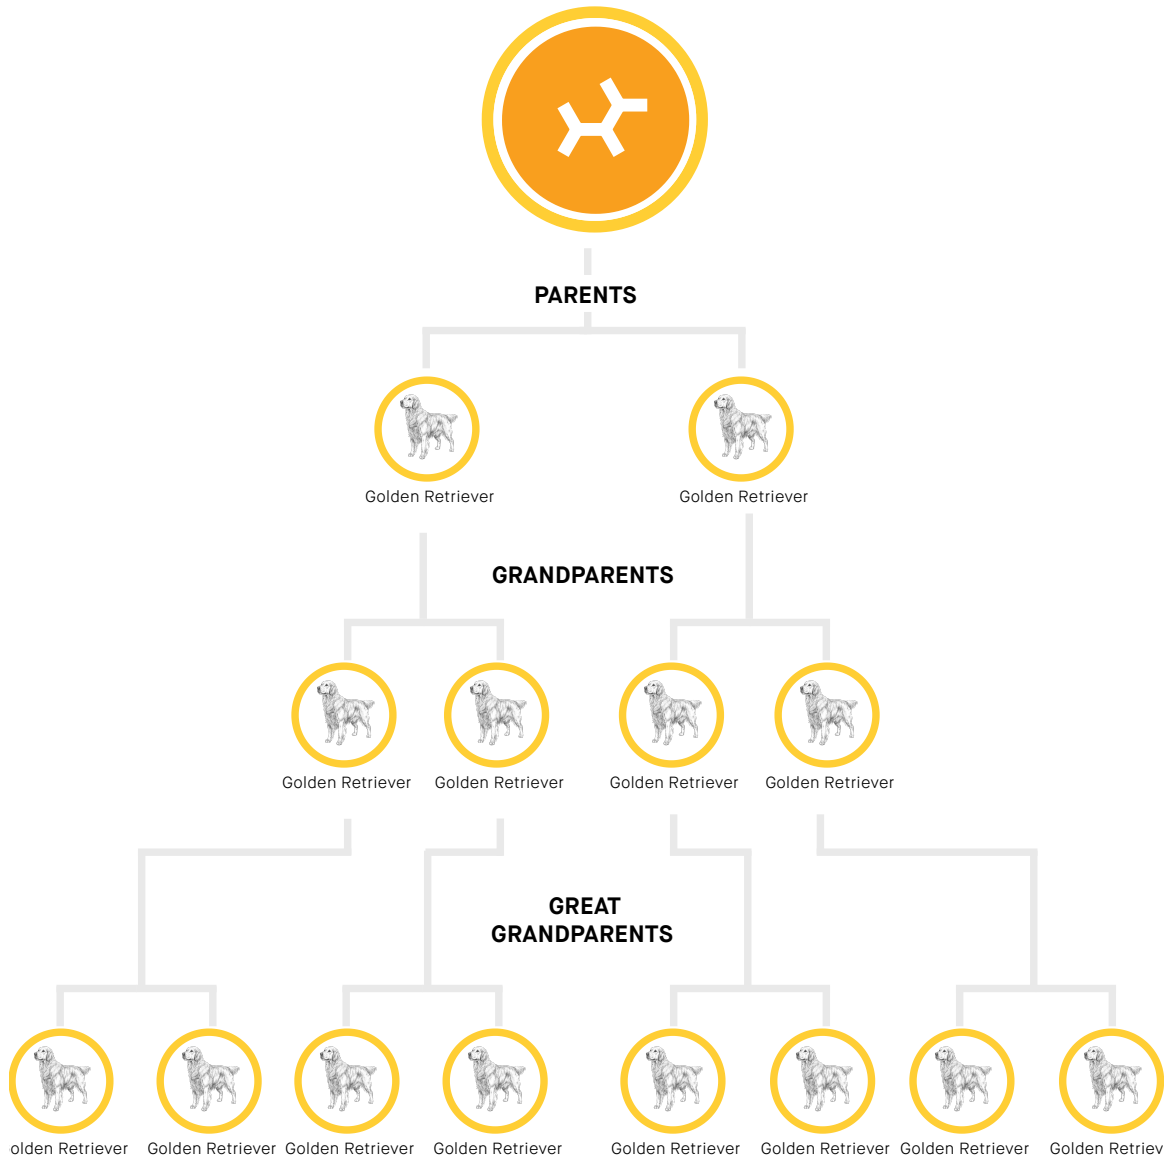 PARENTS
Golden Retriever Golden Retriever
GRANDPARENTS
Golden Retriever Golden Retriever Golden Retriever Golden Retriever
GREAT
GRANDPARENTS
olden Retriever Golden Retriever Golden Retriever Golden Retriever Golden Retriever Golden Retriever Golden Retriever Golden Retriev